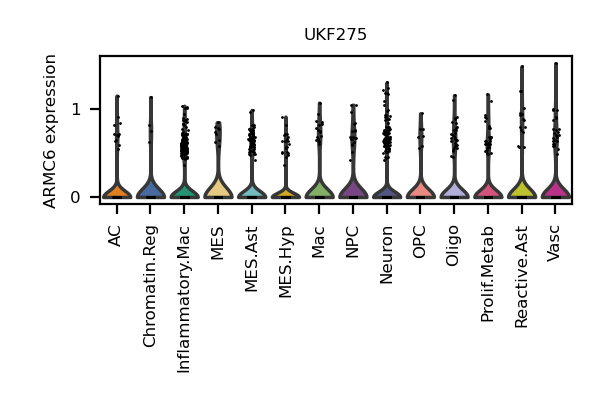 UKF275
ARMC6 expression
1
0
AC
Chromatin.Reg
Inflammatory.Mac
MES
MES.Ast
MES.Hyp
Mac
NPC
Neuron
OPC
Oligo
Prolif.Metab
Reactive.Ast
Vasc